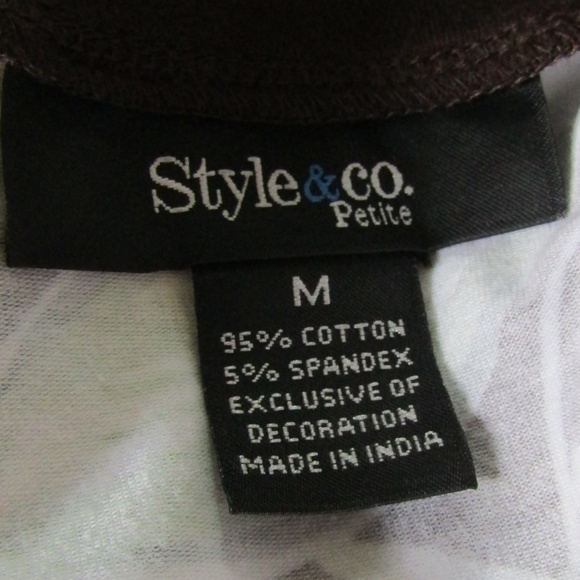 Style&co.
Petite
M
95% COTTON
5% SPANDEX
EXCLUSIVE OF
DECORATION
MADE IN INDIA